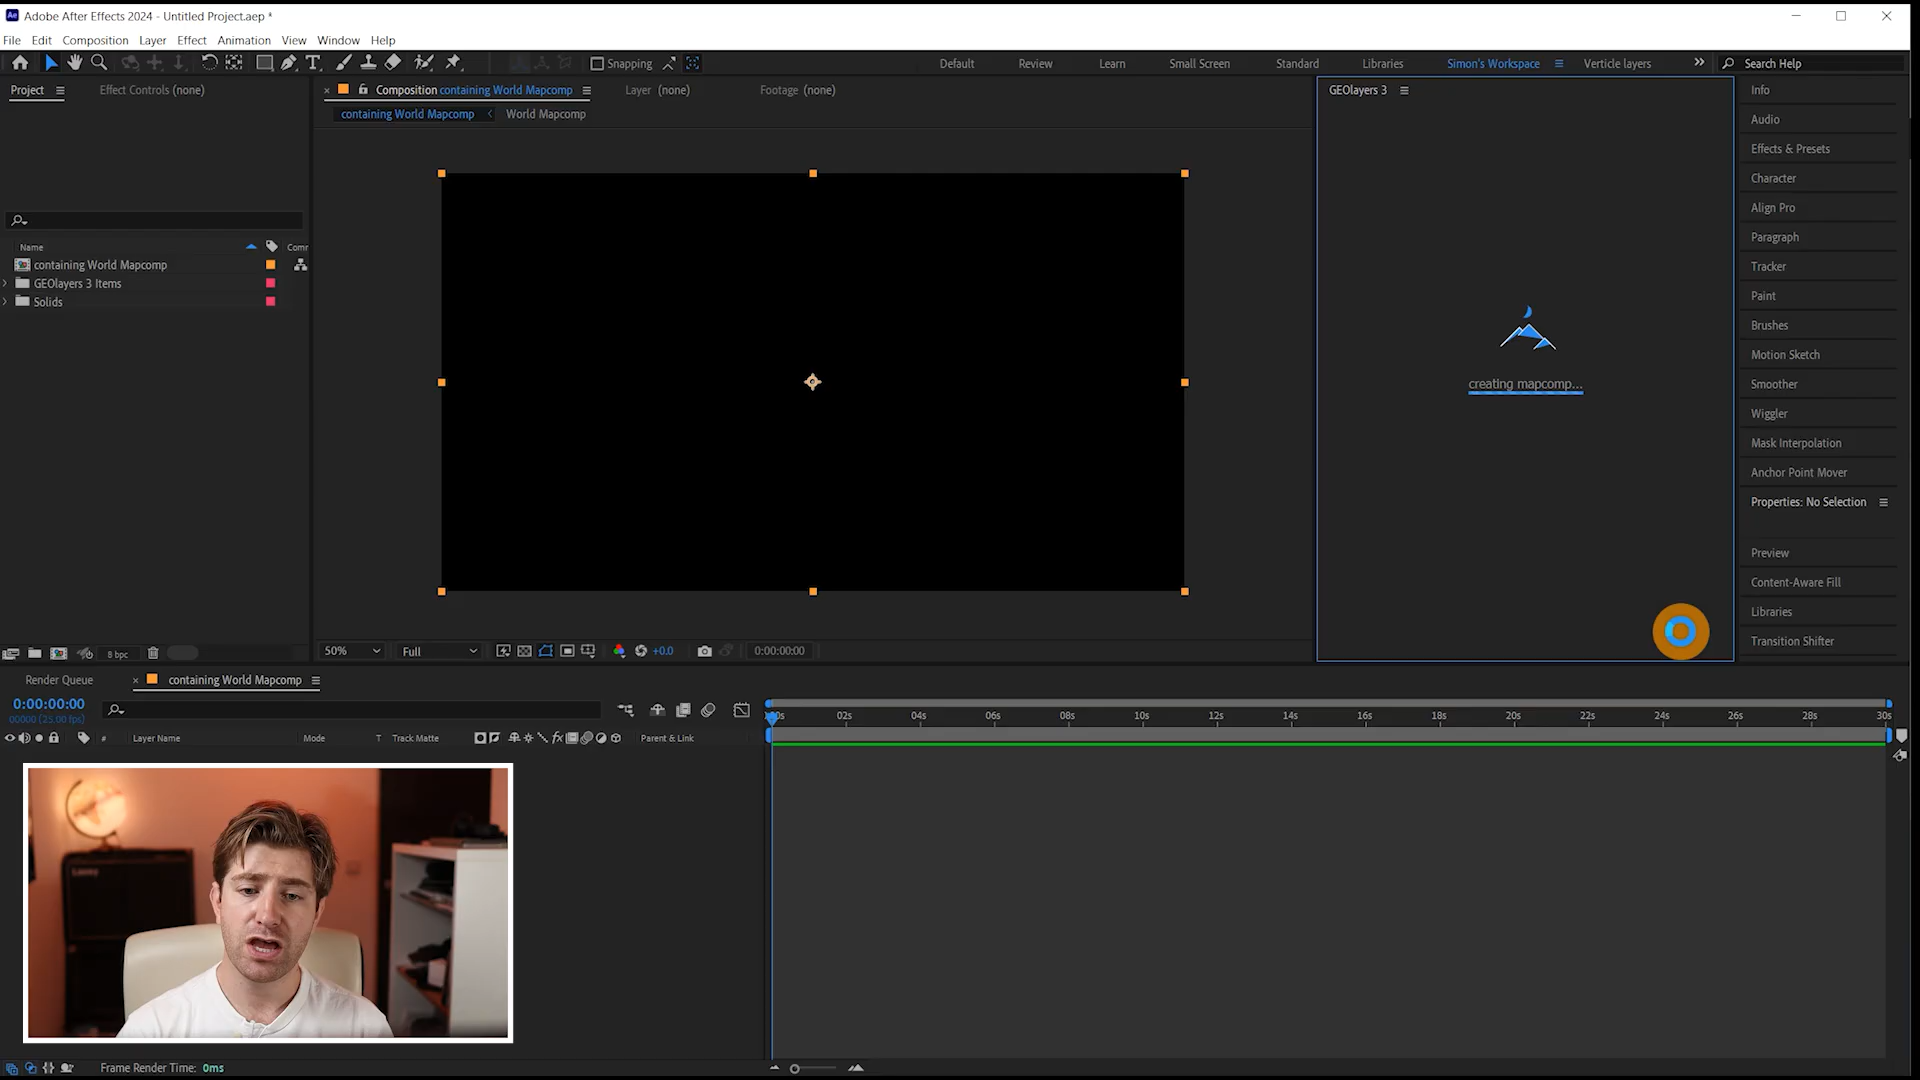 Adobe After Effects 2024 - Untitled Project.aep *
File Edit Composition Layer Effect Animation View Window Help
Snapping Default Review Learn Small Screen Standard Libraries Simon's Workspace Verticle layers Search Help
Project Effect Controls (none)
Composition containing World Mapcomp Layer (none) Footage (none)
containing World Mapcomp World Mapcomp
GEOlayers 3
Name Comr
containing World Mapcomp
GEOlayers 3 Items
Solids
creating mapcomp...
Info
Audio
Effects & Presets
Character
Align Pro
Paragraph
Tracker
Paint
Brushes
Motion Sketch
Smoother
Wiggler
Mask Interpolation
Anchor Point Mover
Properties: No Selection
Preview
Content-Aware Fill
Libraries
Transition Shifter
8 bpc
50% Full +0.0 0:00:00:00
Render Queue containing World Mapcomp
0:00:00:00
00000 (25.00 fps)
02s 04s 06s 08s 10s 12s 14s 16s 18s 20s 22s 24s 26s 28s 30s
# Layer Name Mode T Track Matte fx Parent & Link
Frame Render Time: 0ms